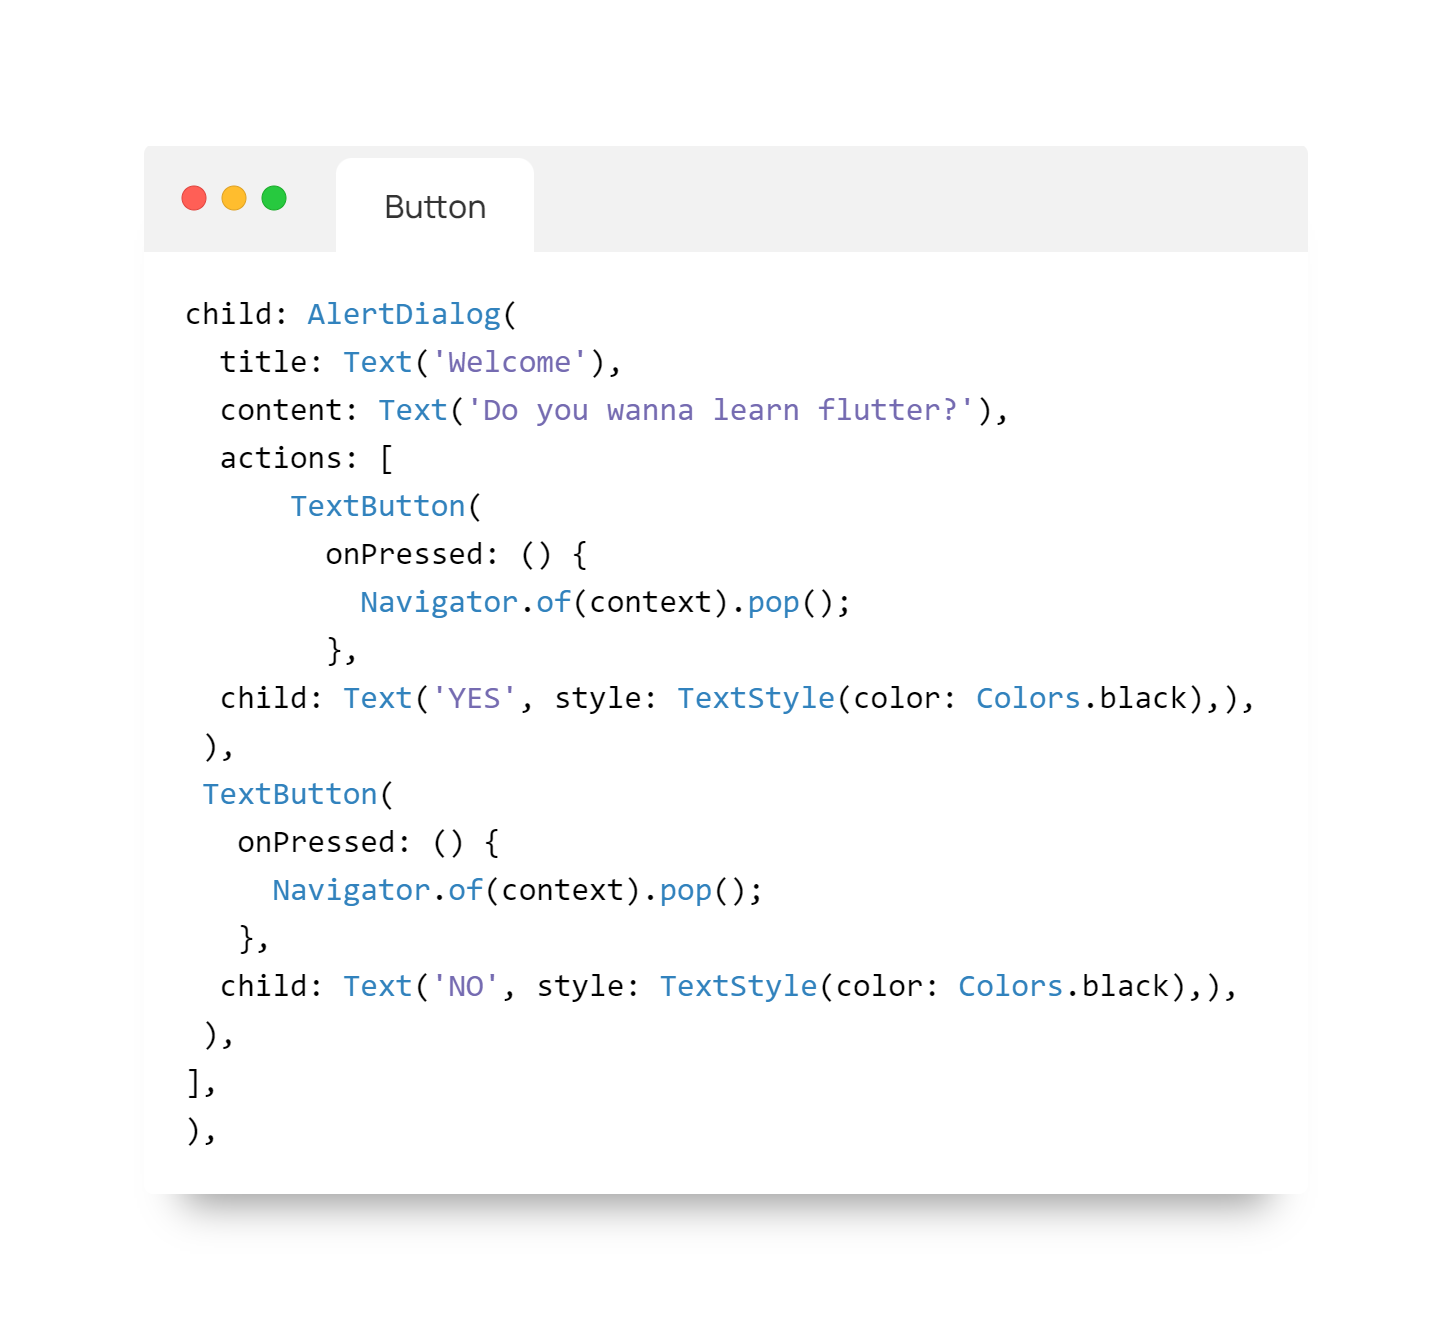 Button
child: AlertDialog(
  title: Text('Welcome'),
  content: Text('Do you wanna learn flutter?'),
  actions: [
      TextButton(
        onPressed: () {
          Navigator.of(context).pop();
        },
  child: Text('YES', style: TextStyle(color: Colors.black),),
 ),
 TextButton(
   onPressed: () {
     Navigator.of(context).pop();
   },
  child: Text('NO', style: TextStyle(color: Colors.black),),
 ),
],
),